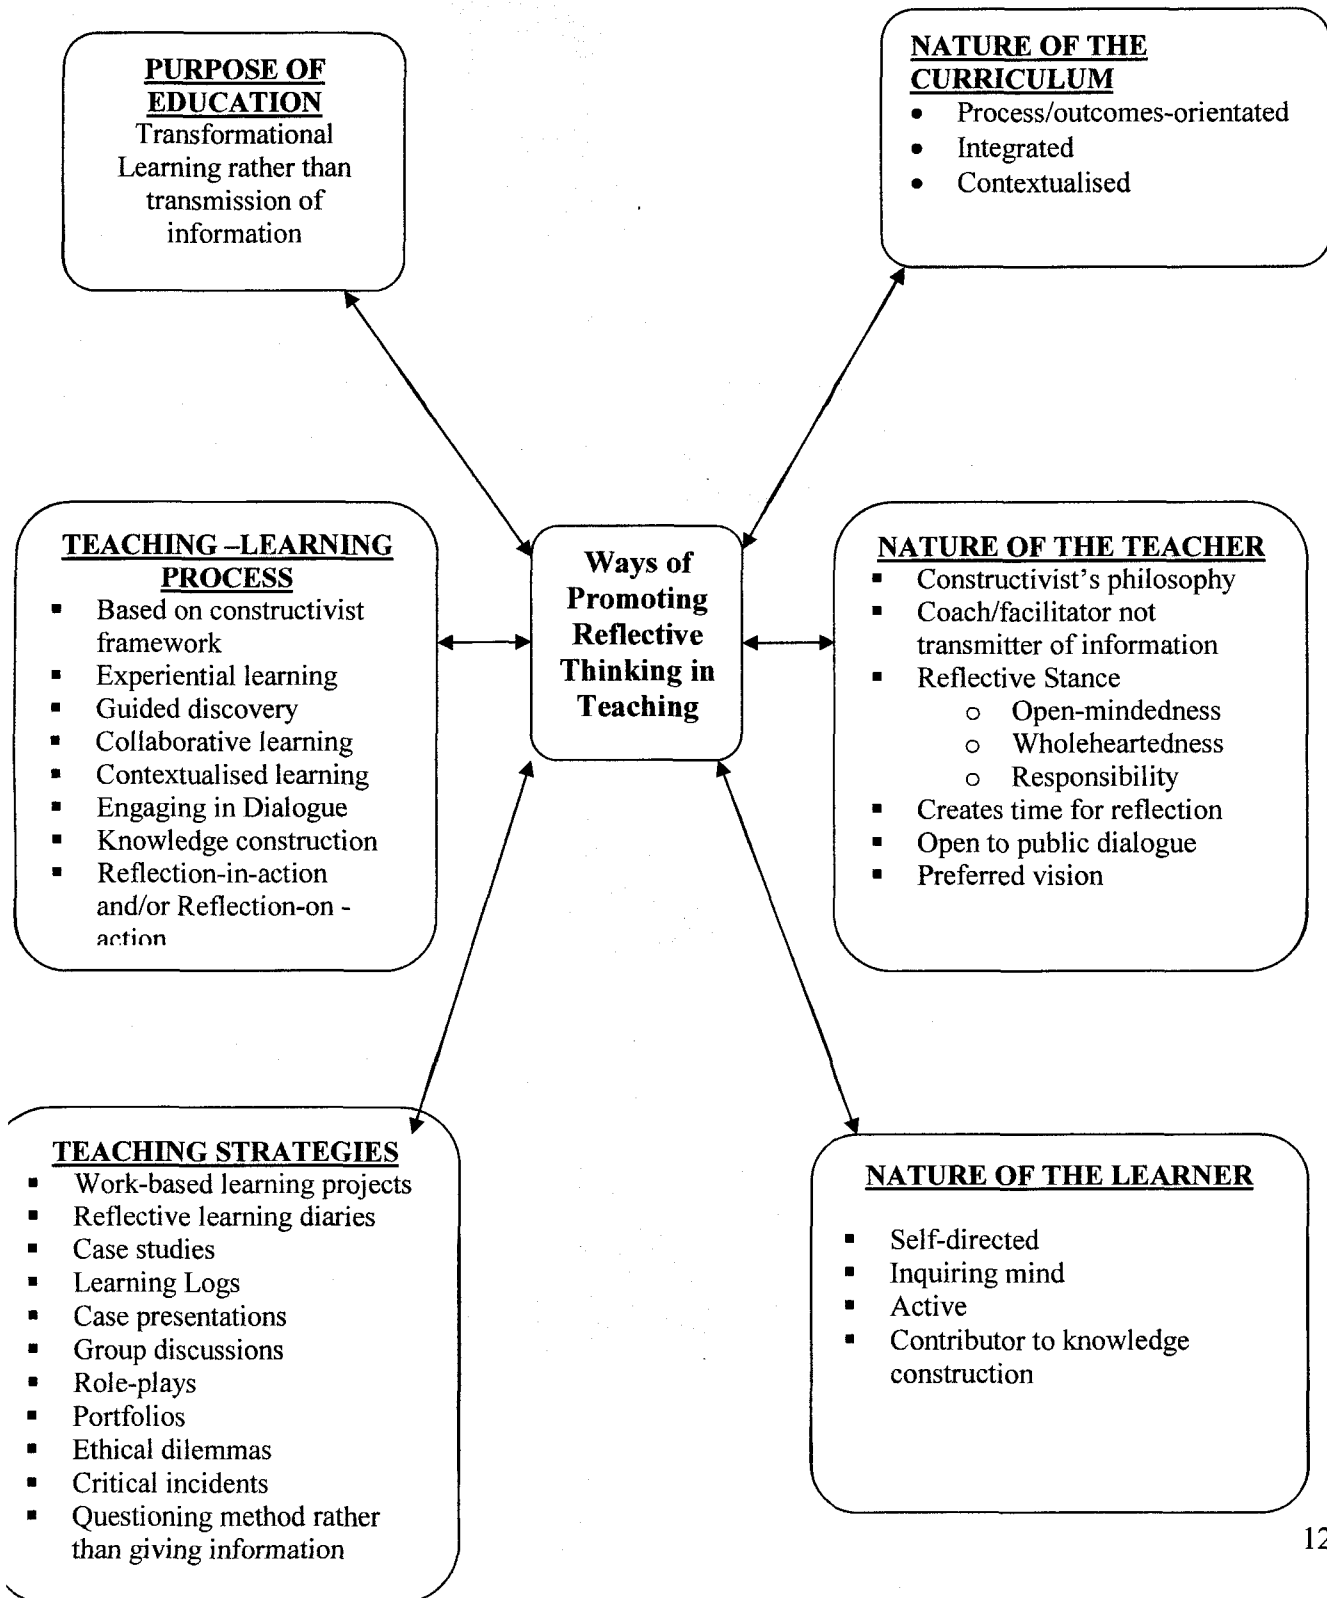 PURPOSE OF
EDUCATION
Transformational
Learning rather than
transmission of
information
NATURE OF THE
CURRICULUM
• Process/outcomes-orientated
• Integrated
• Contextualised
TEACHING –LEARNING
PROCESS
▪ Based on constructivist
framework
▪ Experiential learning
▪ Guided discovery
▪ Collaborative learning
▪ Contextualised learning
▪ Engaging in Dialogue
▪ Knowledge construction
▪ Reflection-in-action
and/or Reflection-on -
action
Ways of
Promoting
Reflective
Thinking in
Teaching
NATURE OF THE TEACHER
▪ Constructivist's philosophy
▪ Coach/facilitator not
transmitter of information
▪ Reflective Stance
o Open-mindedness
o Wholeheartedness
o Responsibility
▪ Creates time for reflection
▪ Open to public dialogue
▪ Preferred vision
TEACHING STRATEGIES
▪ Work-based learning projects
▪ Reflective learning diaries
▪ Case studies
▪ Learning Logs
▪ Case presentations
▪ Group discussions
▪ Role-plays
▪ Portfolios
▪ Ethical dilemmas
▪ Critical incidents
▪ Questioning method rather
than giving information
NATURE OF THE LEARNER
▪ Self-directed
▪ Inquiring mind
▪ Active
▪ Contributor to knowledge
construction
12